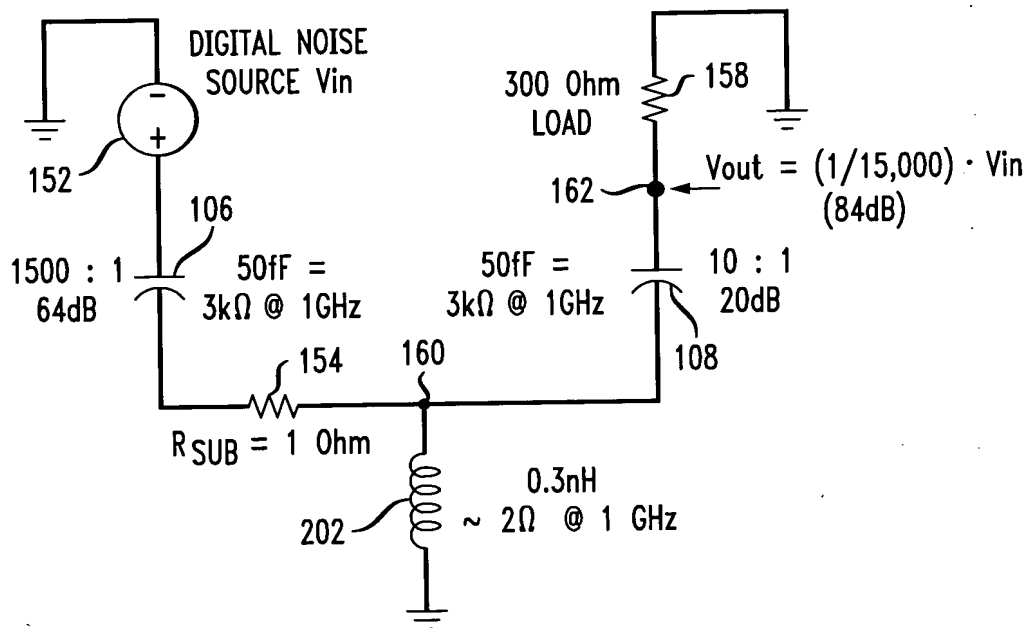 DIGITAL NOISE
SOURCE Vin
−
+
152
106
1500 : 1
64dB
50fF =
3kΩ @ 1GHz
154
RSUB = 1 Ohm
160
202
0.3nH
~ 2Ω @ 1 GHz
300 Ohm
LOAD
158
162
Vout = (1/15,000) · Vin
(84dB)
50fF =
3kΩ @ 1GHz
10 : 1
20dB
108